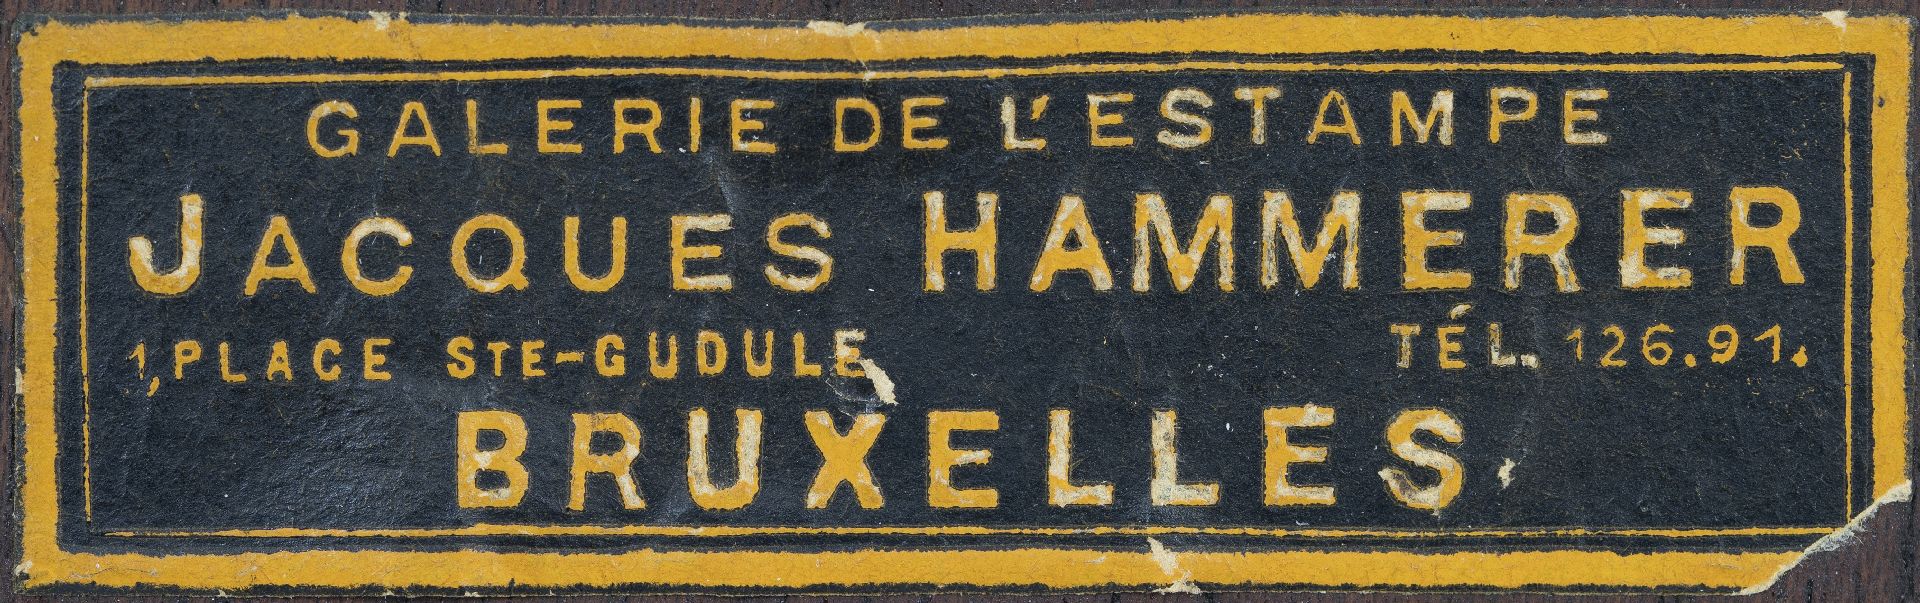 GALERIE DE L'ESTAMPE
JACQUES HAMMERER
1, PLACE STE-GUDULE TÉL. 126.91.
BRUXELLES